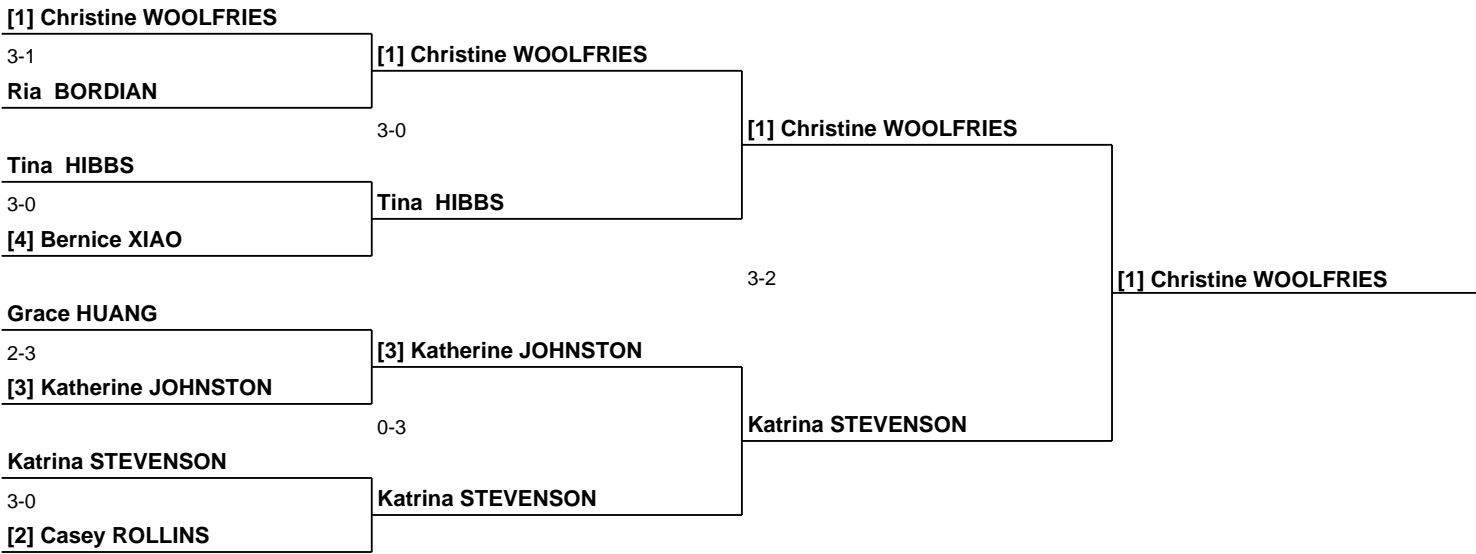 [1] Christine WOOLFRIES
3-1
Ria BORDIAN
Tina HIBBS
3-0
[4] Bernice XIAO
Grace HUANG
2-3
[3] Katherine JOHNSTON
Katrina STEVENSON
3-0
[2] Casey ROLLINS
[1] Christine WOOLFRIES
3-0
Tina HIBBS
[3] Katherine JOHNSTON
0-3
Katrina STEVENSON
[1] Christine WOOLFRIES
3-2
Katrina STEVENSON
[1] Christine WOOLFRIES